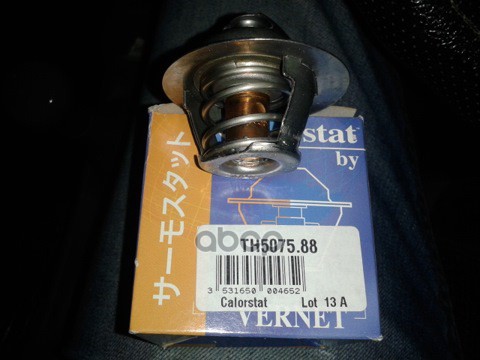 stat
by
サーモスタット
TH5075.88
3 531650 004652
Calorstat Lot 13 A
VERNET